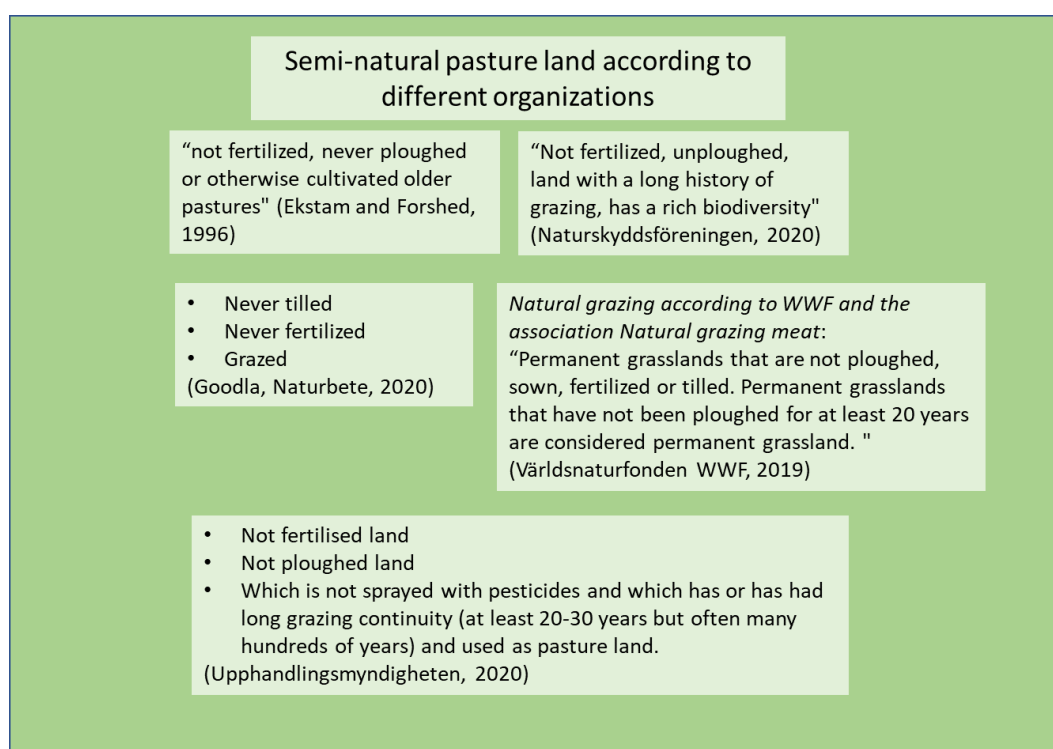 Semi-natural pasture land according to
different organizations
“not fertilized, never ploughed
or otherwise cultivated older
pastures" (Ekstam and Forshed,
1996)
“Not fertilized, unploughed,
land with a long history of
grazing, has a rich biodiversity"
(Naturskyddsföreningen, 2020)
• Never tilled
• Never fertilized
• Grazed
(Goodla, Naturbete, 2020)
Natural grazing according to WWF and the
association Natural grazing meat:
“Permanent grasslands that are not ploughed,
sown, fertilized or tilled. Permanent grasslands
that have not been ploughed for at least 20 years
are considered permanent grassland. "
(Världsnaturfonden WWF, 2019)
• Not fertilised land
• Not ploughed land
• Which is not sprayed with pesticides and which has or has had
long grazing continuity (at least 20-30 years but often many
hundreds of years) and used as pasture land.
(Upphandlingsmyndigheten, 2020)